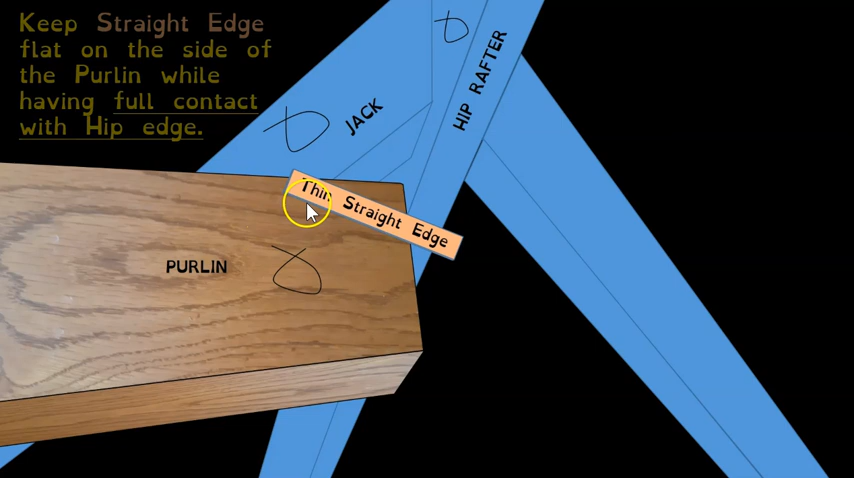 Keep Straight Edge
flat on the side of
the Purlin while
having full contact
with Hip edge.
JACK
HIP RAFTER
Thin Straight Edge
PURLIN